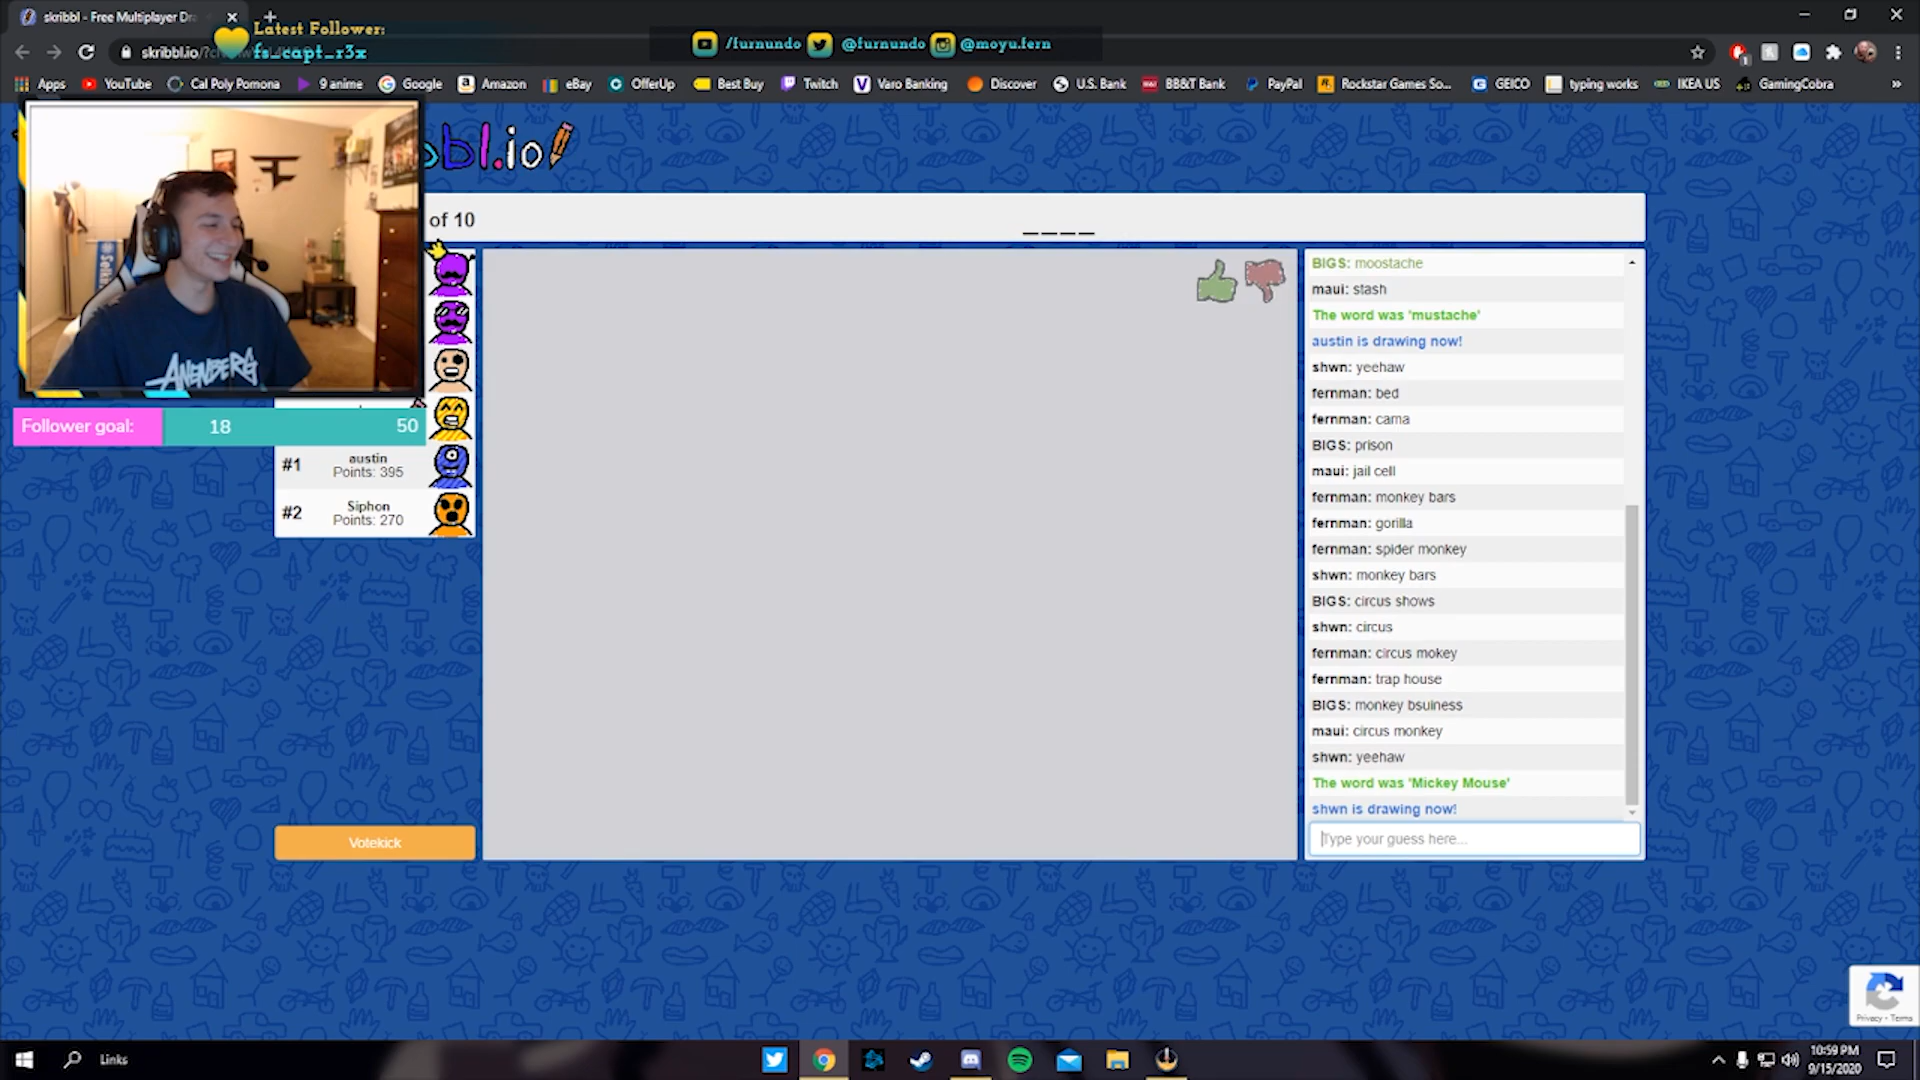 skribbl - Free Multiplayer Dr
Latest Follower:
fs_capt_r3x
skribbl.io/?
/furnundo @furnundo @moyu.fern
Apps YouTube Cal Poly Pomona 9 anime Google Amazon eBay OfferUp Best Buy Twitch Varo Banking Discover U.S. Bank BB&T Bank PayPal Rockstar Games So... GEICO typing works IKEA US GamingCobra »
bbl.io
of 10
_ _ _ _
ANENBERG
Follower goal: 18 50
#1 austin
Points: 395
#2 Siphon
Points: 270
Votekick
BIGS: moostache
maui: stash
The word was 'mustache'
austin is drawing now!
shwn: yeehaw
fernman: bed
fernman: cama
BIGS: prison
maui: jail cell
fernman: monkey bars
fernman: gorilla
fernman: spider monkey
shwn: monkey bars
BIGS: circus shows
shwn: circus
fernman: circus mokey
fernman: trap house
BIGS: monkey bsuiness
maui: circus monkey
shwn: yeehaw
The word was 'Mickey Mouse'
shwn is drawing now!
Type your guess here...
Privacy - Terms
Links
10:59 PM
9/15/2020